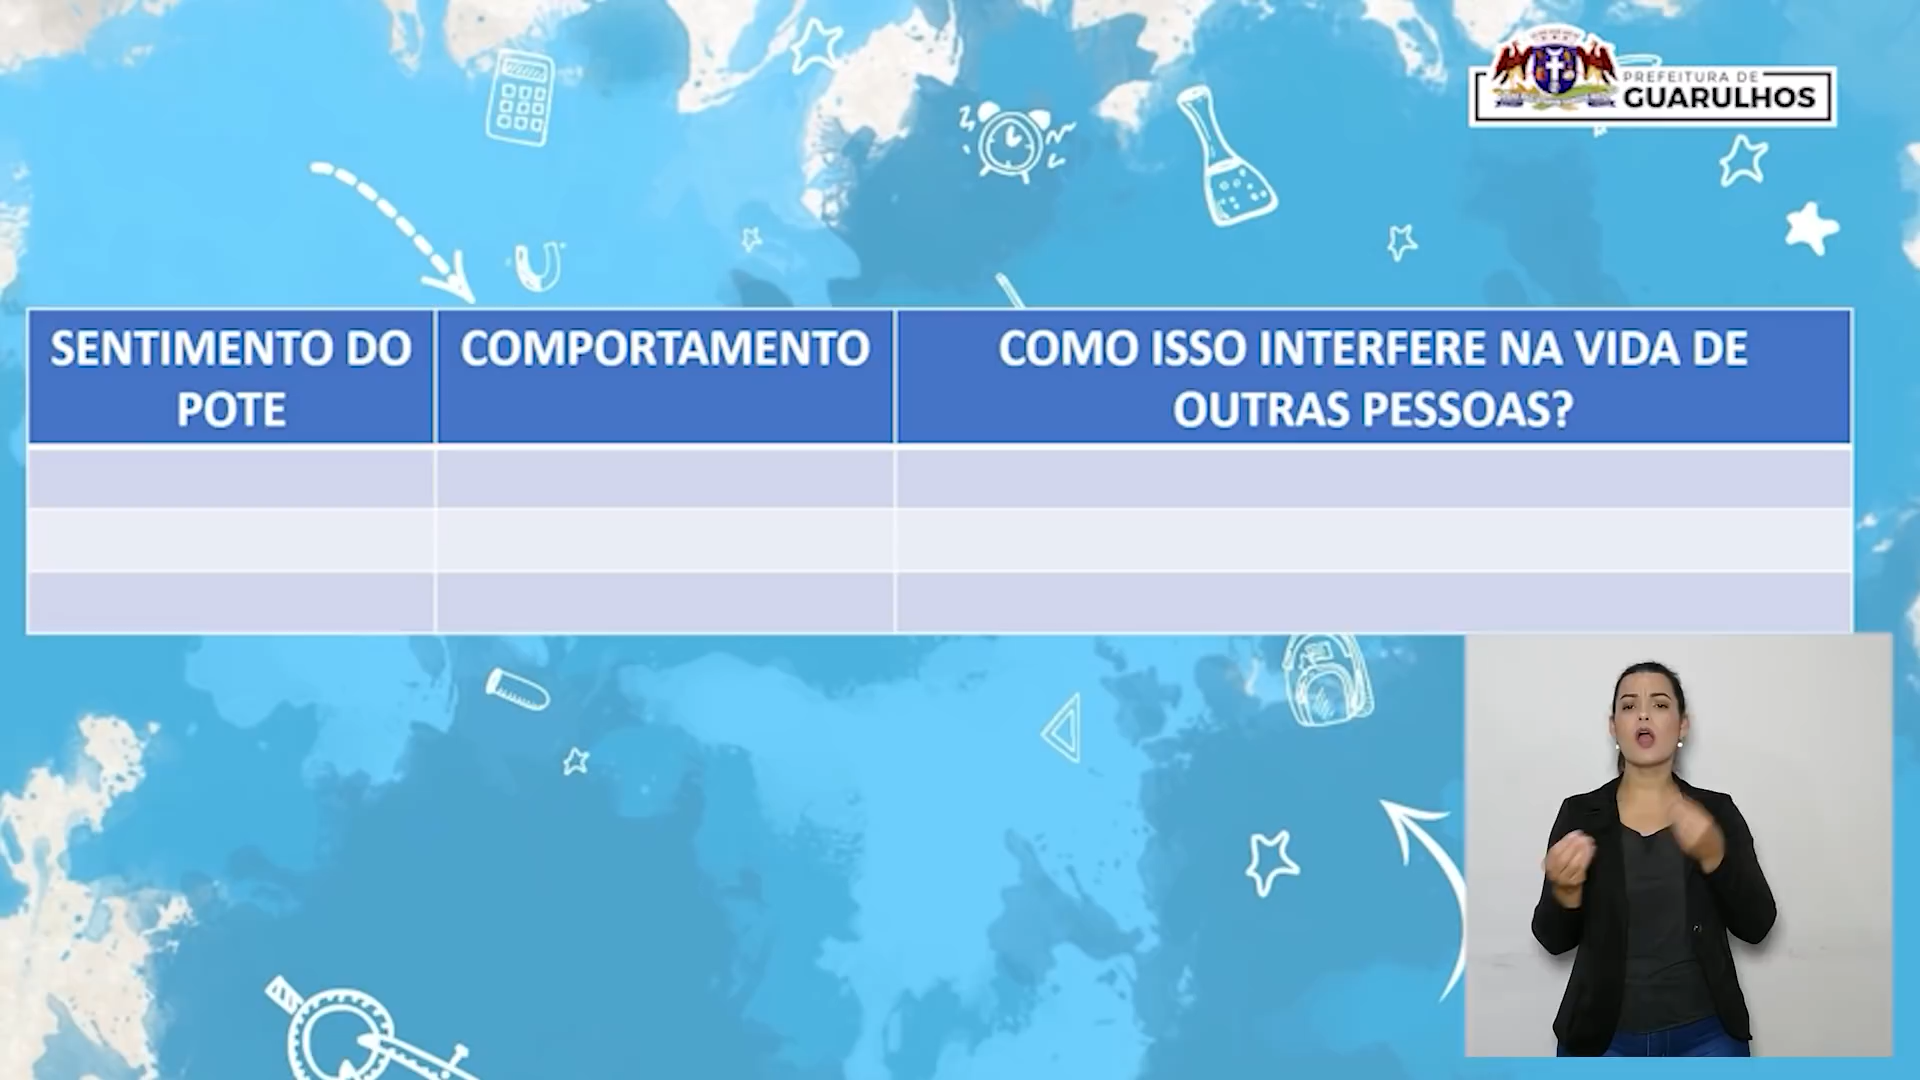 PREFEITURA DE
GUARULHOS
SENTIMENTO DO
POTE
COMPORTAMENTO
COMO ISSO INTERFERE NA VIDA DE
OUTRAS PESSOAS?